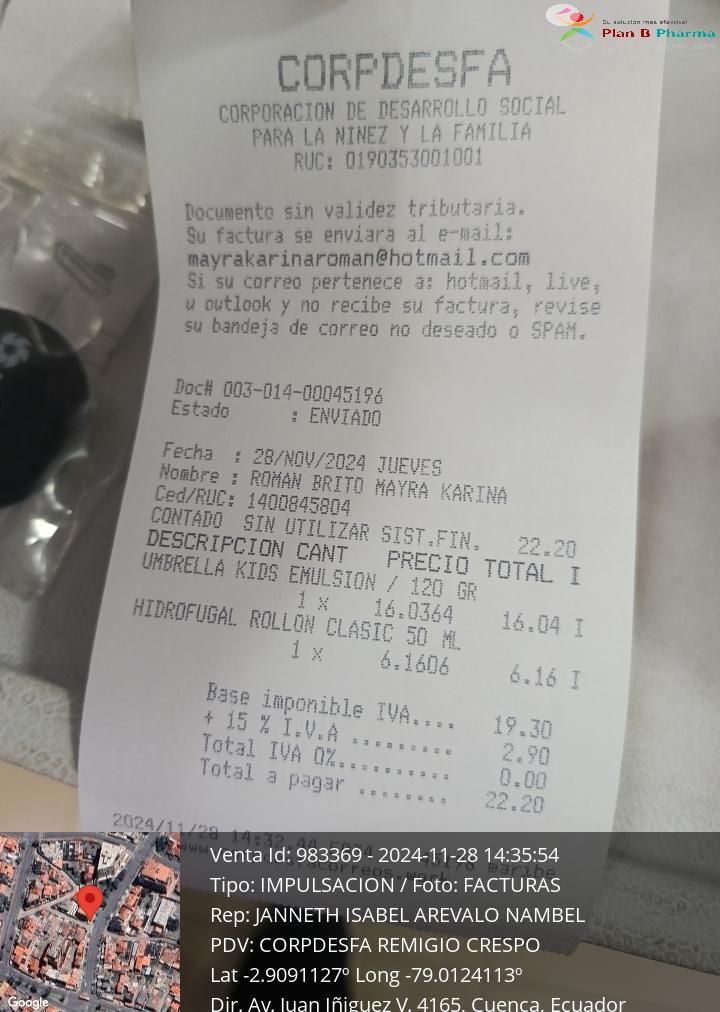 Su solución mas efectiva!
Plan B Pharma
CORPDESFA
CORPORACION DE DESARROLLO SOCIAL
PARA LA NINEZ Y LA FAMILIA
RUC: 0190353001001
Documento sin validez tributaria.
Su factura se enviara al e-mail:
mayrakarinaroman@hotmail.com
Si su correo pertenece a: hotmail, live,
u outlook y no recibe su factura, revise
su bandeja de correo no deseado o SPAM.
Doc# 003-014-00045196
Estado : ENVIADO
Fecha : 28/NOV/2024 JUEVES
Nombre : ROMAN BRITO MAYRA KARINA
Ced/RUC: 1400845804
CONTADO SIN UTILIZAR SIST.FIN. 22.20
DESCRIPCION CANT PRECIO TOTAL I
UMBRELLA KIDS EMULSION / 120 GR
1 x 16.0364 16.04 I
HIDROFUGAL ROLLON CLASIC 50 ML
1 x 6.1606 6.16 I
Base imponible IVA.... 19.30
+ 15 % I.V.A ......... 2.90
Total IVA 0%.......... 0.00
Total a pagar ........ 22.20
2024/11/28 14:32
maribe
Venta Id: 983369 - 2024-11-28 14:35:54
Tipo: IMPULSACION / Foto: FACTURAS
Rep: JANNETH ISABEL AREVALO NAMBEL
PDV: CORPDESFA REMIGIO CRESPO
Lat -2.9091127º Long -79.0124113º
Dir. Av. Juan Iñiguez V. 4165, Cuenca, Ecuador
Google